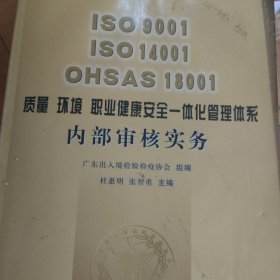 ISO 9001
ISO 14001
OHSAS 18001
质量 环境 职业健康安全一体化管理体系
内部审核实务
广东出入境检验检疫协会 组编
杜惠明 张智勇 主编